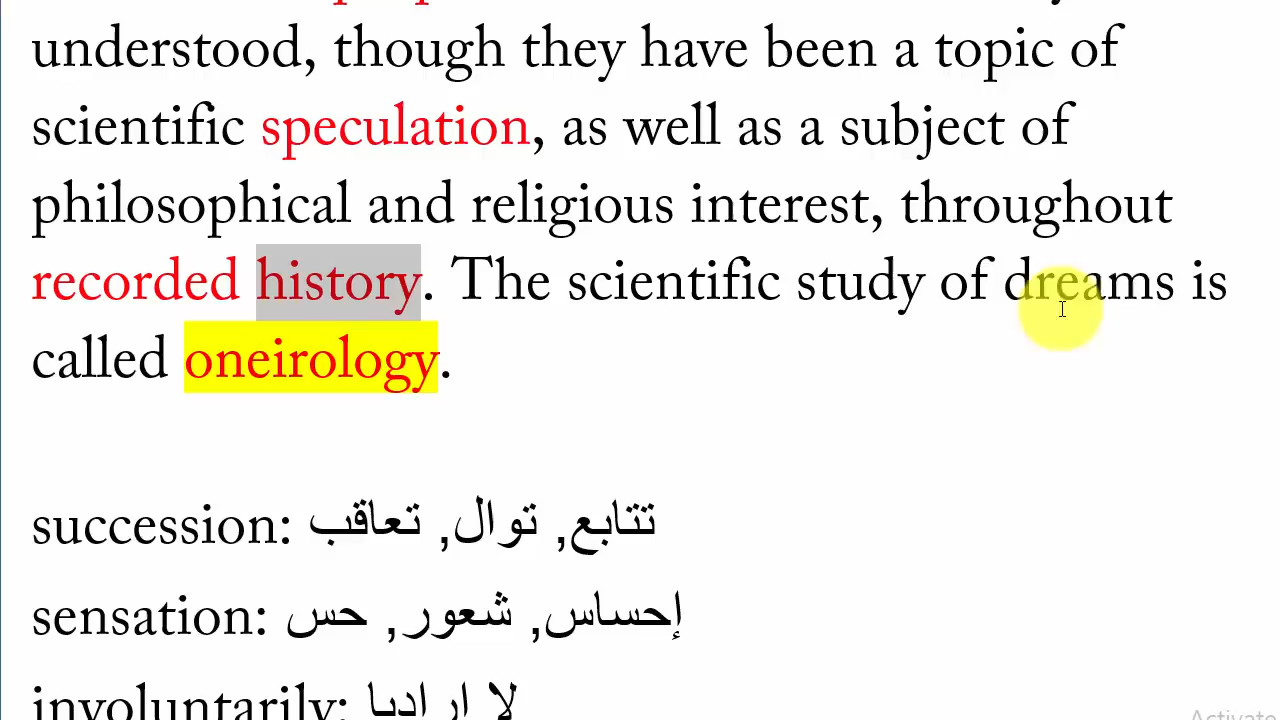 understood, though they have been a topic of
scientific speculation, as well as a subject of
philosophical and religious interest, throughout
recorded history. The scientific study of dreams is
called oneirology.
succession: تتابع, توال, تعاقب
sensation: إحساس, شعور, حس
involuntarily: لا إراديا
Activate